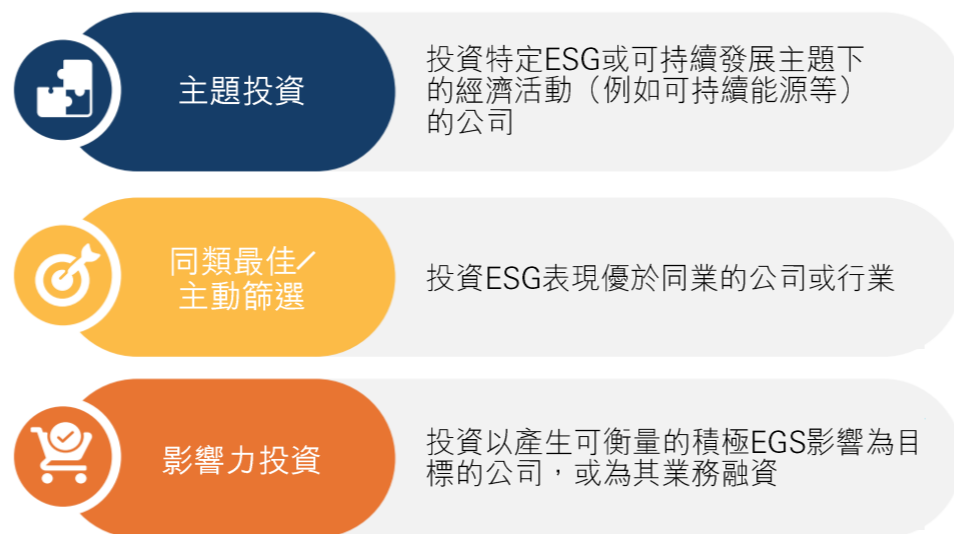 主題投資
投資特定ESG或可持續發展主題下
的經濟活動（例如可持續能源等）
的公司
同類最佳／
主動篩選
投資ESG表現優於同業的公司或行業
影響力投資
投資以產生可衡量的積極EGS影響為目
標的公司，或為其業務融資